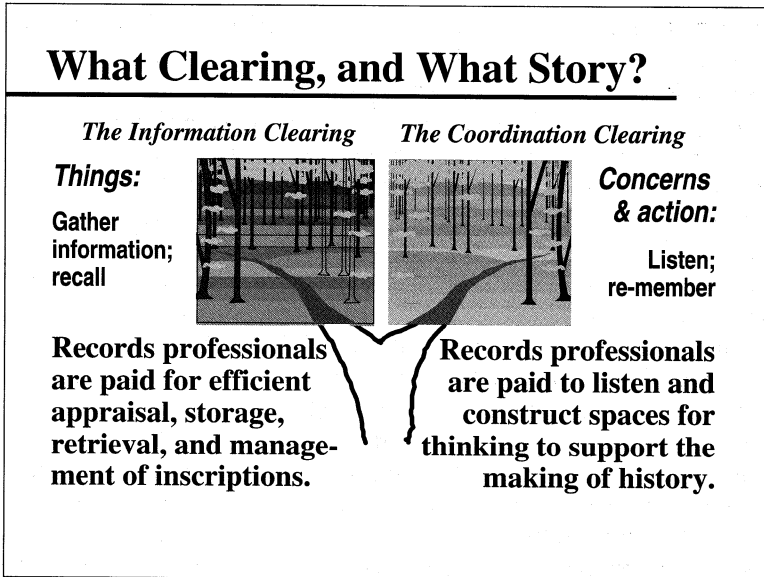 What Clearing, and What Story?
The Information Clearing
The Coordination Clearing
Things:
Gather
information;
recall
Concerns
& action:
Listen;
re-member
Records professionals
are paid for efficient
appraisal, storage,
retrieval, and manage-
ment of inscriptions.
Records professionals
are paid to listen and
construct spaces for
thinking to support the
making of history.